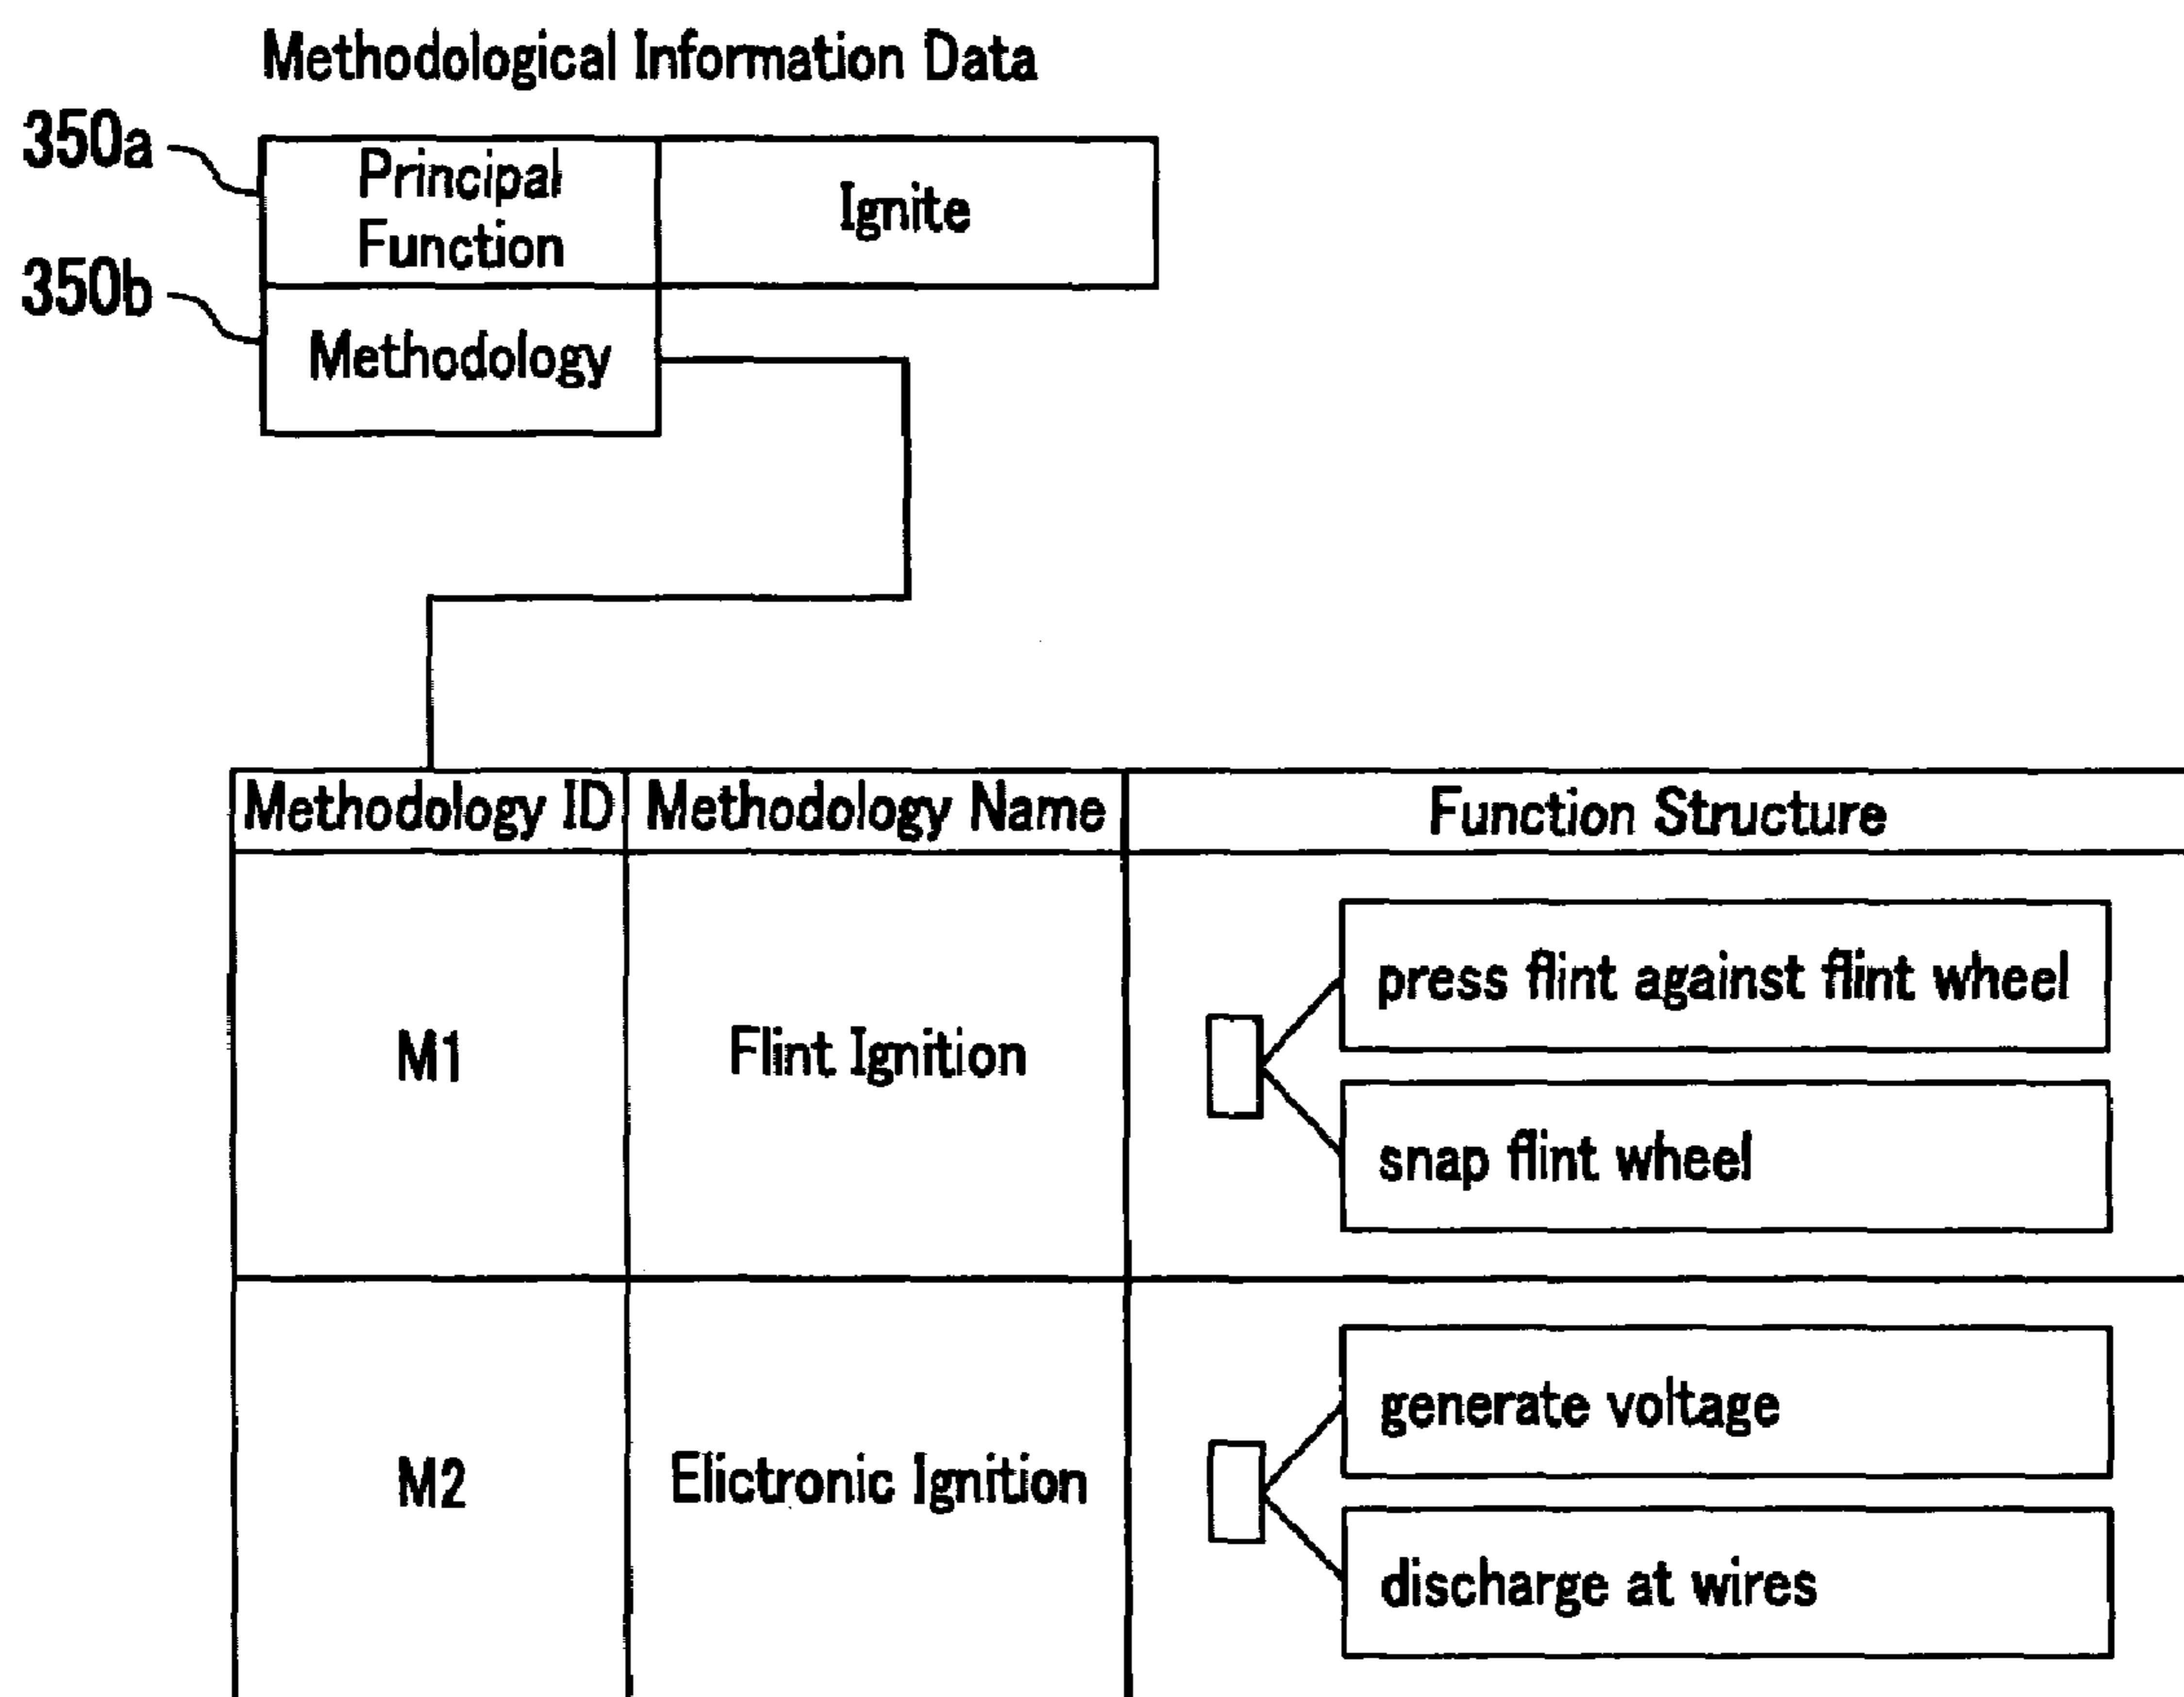 Methodological Information Data
350a
Principal
Function
Ignite
350b
Methodology
Methodology ID Methodology Name Function Structure
press flint against flint wheel
M1 Flint Ignition
snap flint wheel
generate voltage
M2 Elictronic Ignition
discharge at wires